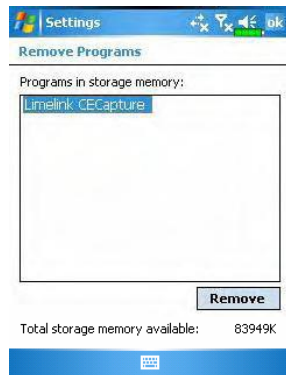 Settings
ok
Remove Programs
Programs in storage memory:
Limelink CECapture
Remove
Total storage memory available: 83949K